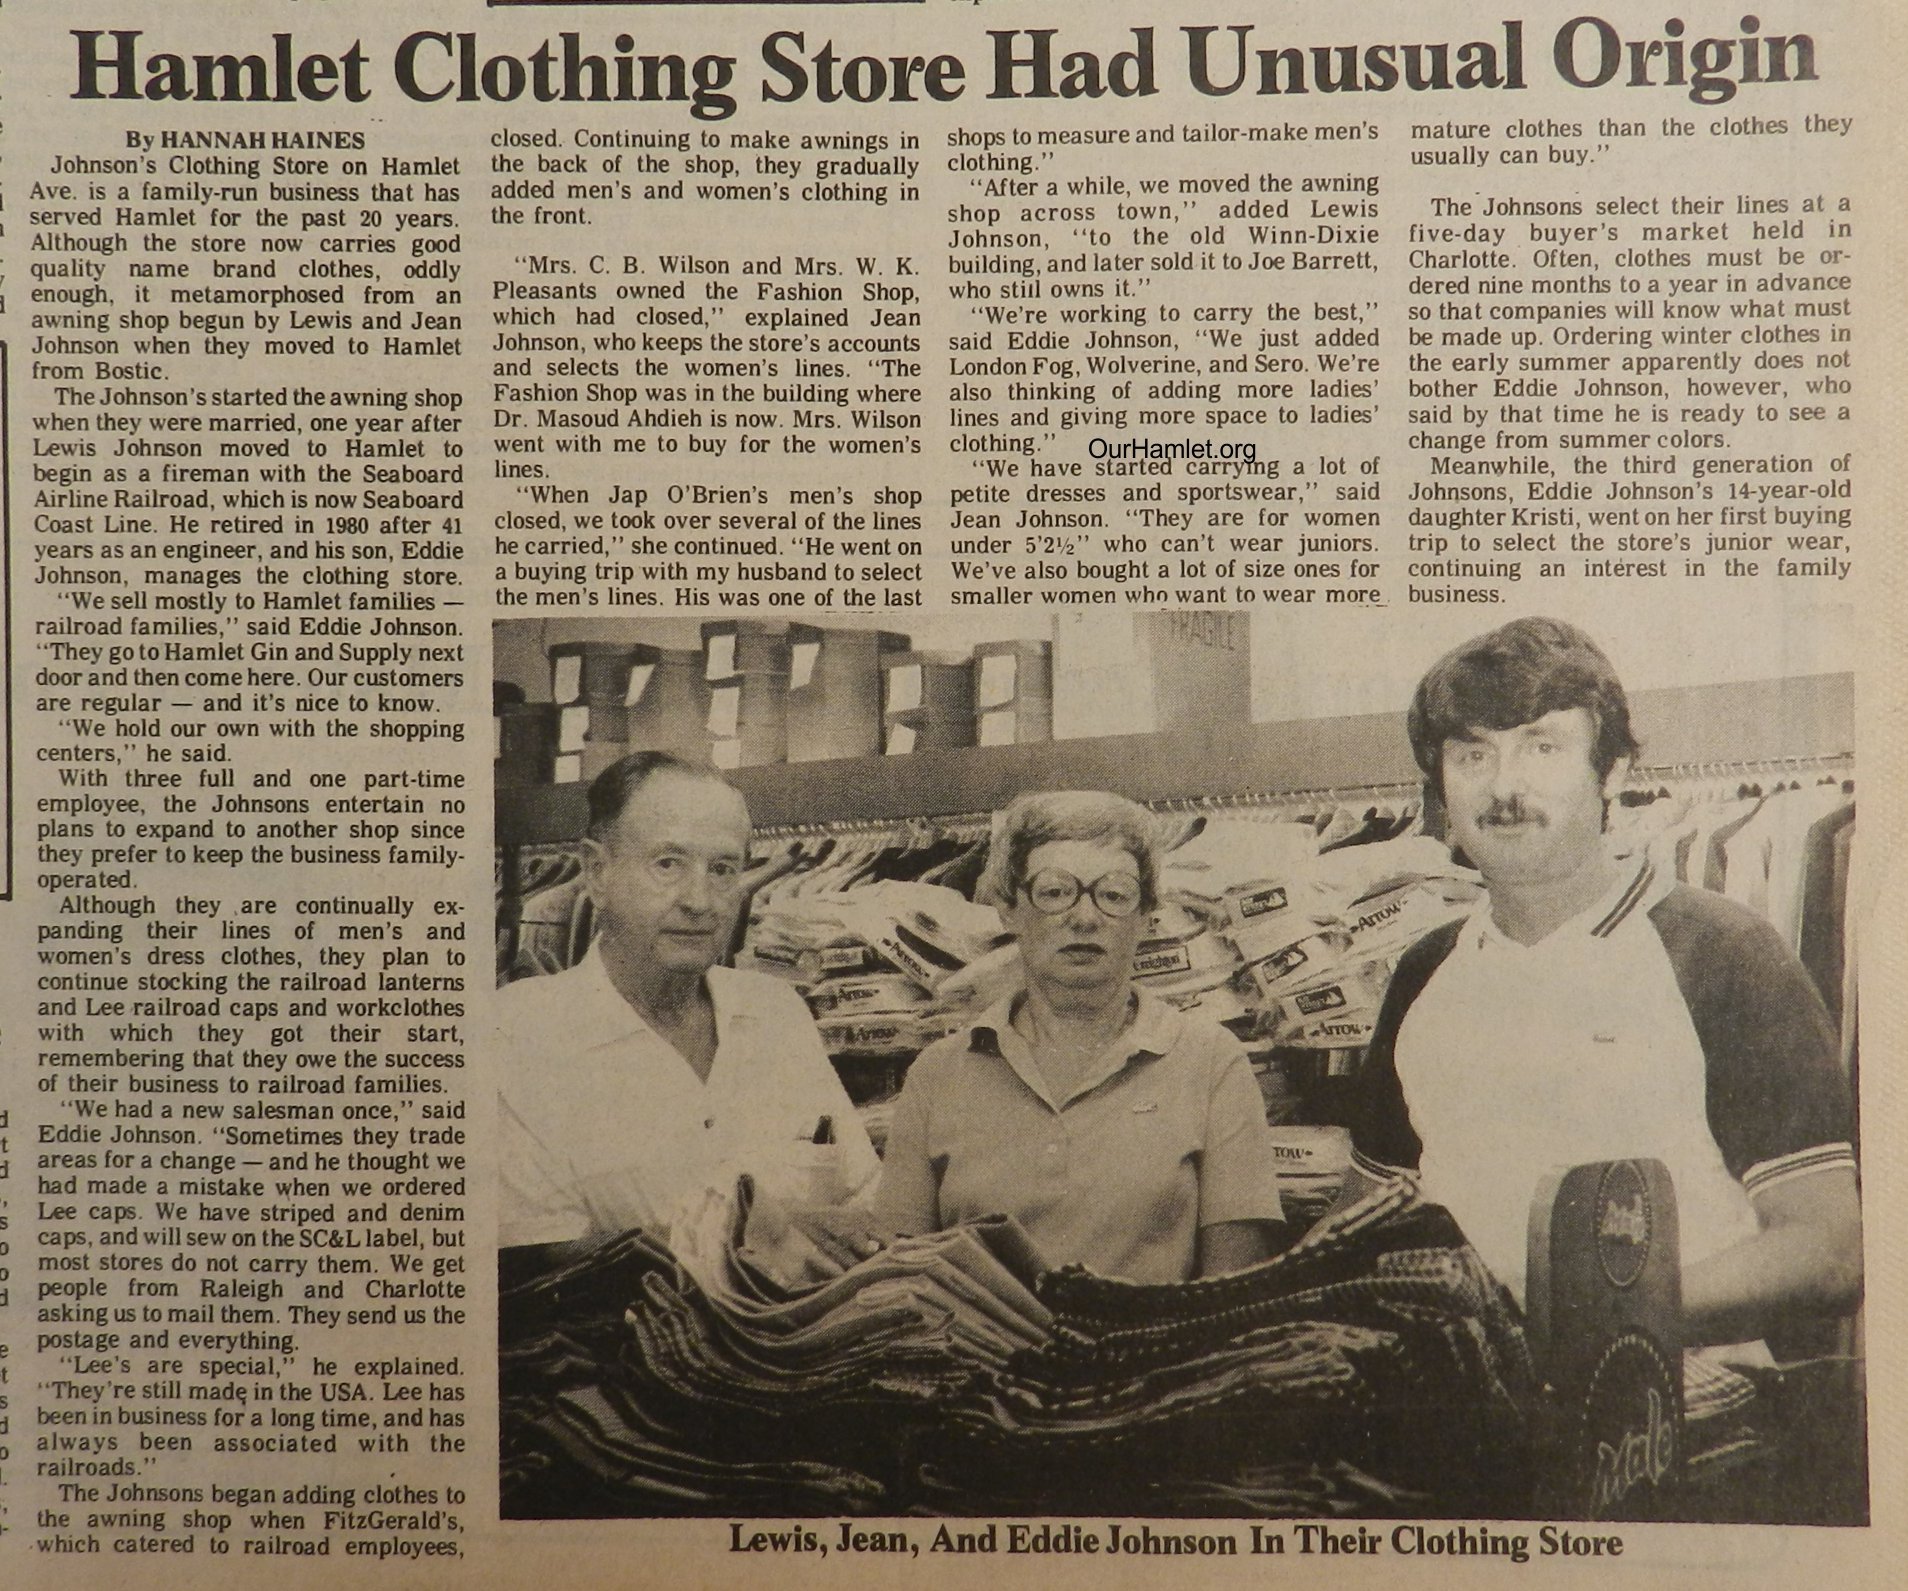 Hamlet Clothing Store Had Unusual Origin
By HANNAH HAINES
Johnson's Clothing Store on Hamlet
Ave. is a family-run business that has
served Hamlet for the past 20 years.
Although the store now carries good
quality name brand clothes, oddly
enough, it metamorphosed from an
awning shop begun by Lewis and Jean
Johnson when they moved to Hamlet
from Bostic.
The Johnson's started the awning shop
when they were married, one year after
Lewis Johnson moved to Hamlet to
begin as a fireman with the Seaboard
Airline Railroad, which is now Seaboard
Coast Line. He retired in 1980 after 41
years as an engineer, and his son, Eddie
Johnson, manages the clothing store.
"We sell mostly to Hamlet families —
railroad families," said Eddie Johnson.
"They go to Hamlet Gin and Supply next
door and then come here. Our customers
are regular — and it's nice to know.
"We hold our own with the shopping
centers," he said.
With three full and one part-time
employee, the Johnsons entertain no
plans to expand to another shop since
they prefer to keep the business family-
operated.
Although they are continually ex-
panding their lines of men's and
women's dress clothes, they plan to
continue stocking the railroad lanterns
and Lee railroad caps and workclothes
with which they got their start,
remembering that they owe the success
of their business to railroad families.
"We had a new salesman once," said
Eddie Johnson. "Sometimes they trade
areas for a change — and he thought we
had made a mistake when we ordered
Lee caps. We have striped and denim
caps, and will sew on the SC&L label, but
most stores do not carry them. We get
people from Raleigh and Charlotte
asking us to mail them. They send us the
postage and everything.
"Lee's are special," he explained.
"They're still made in the USA. Lee has
been in business for a long time, and has
always been associated with the
railroads."
The Johnsons began adding clothes to
the awning shop when FitzGerald's,
which catered to railroad employees,
closed. Continuing to make awnings in
the back of the shop, they gradually
added men's and women's clothing in
the front.
"Mrs. C. B. Wilson and Mrs. W. K.
Pleasants owned the Fashion Shop,
which had closed," explained Jean
Johnson, who keeps the store's accounts
and selects the women's lines. "The
Fashion Shop was in the building where
Dr. Masoud Ahdieh is now. Mrs. Wilson
went with me to buy for the women's
lines.
"When Jap O'Brien's men's shop
closed, we took over several of the lines
he carried," she continued. "He went on
a buying trip with my husband to select
the men's lines. His was one of the last
shops to measure and tailor-make men's
clothing."
"After a while, we moved the awning
shop across town," added Lewis
Johnson, "to the old Winn-Dixie
building, and later sold it to Joe Barrett,
who still owns it."
"We're working to carry the best,"
said Eddie Johnson, "We just added
London Fog, Wolverine, and Sero. We're
also thinking of adding more ladies'
lines and giving more space to ladies'
clothing."
OurHamlet.org
"We have started carrying a lot of
petite dresses and sportswear," said
Jean Johnson. "They are for women
under 5'2½" who can't wear juniors.
We've also bought a lot of size ones for
smaller women who want to wear more
mature clothes than the clothes they
usually can buy."
The Johnsons select their lines at a
five-day buyer's market held in
Charlotte. Often, clothes must be or-
dered nine months to a year in advance
so that companies will know what must
be made up. Ordering winter clothes in
the early summer apparently does not
bother Eddie Johnson, however, who
said by that time he is ready to see a
change from summer colors.
Meanwhile, the third generation of
Johnsons, Eddie Johnson's 14-year-old
daughter Kristi, went on her first buying
trip to select the store's junior wear,
continuing an interest in the family
business.
FRAGILE
Arrow
Arrow
Arrow
Arrow
Creighton
Arrow
Male
Male
Lewis, Jean, And Eddie Johnson In Their Clothing Store